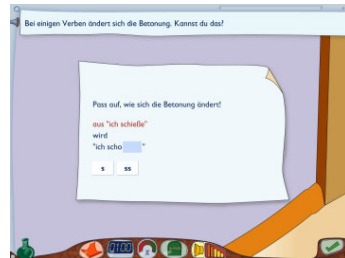 Bei einigen Verben ändert sich die Betonung. Kannst du das?
Pass auf, wie sich die Betonung ändert!
aus "ich schieße"
wird
"ich scho "
s ss
0100